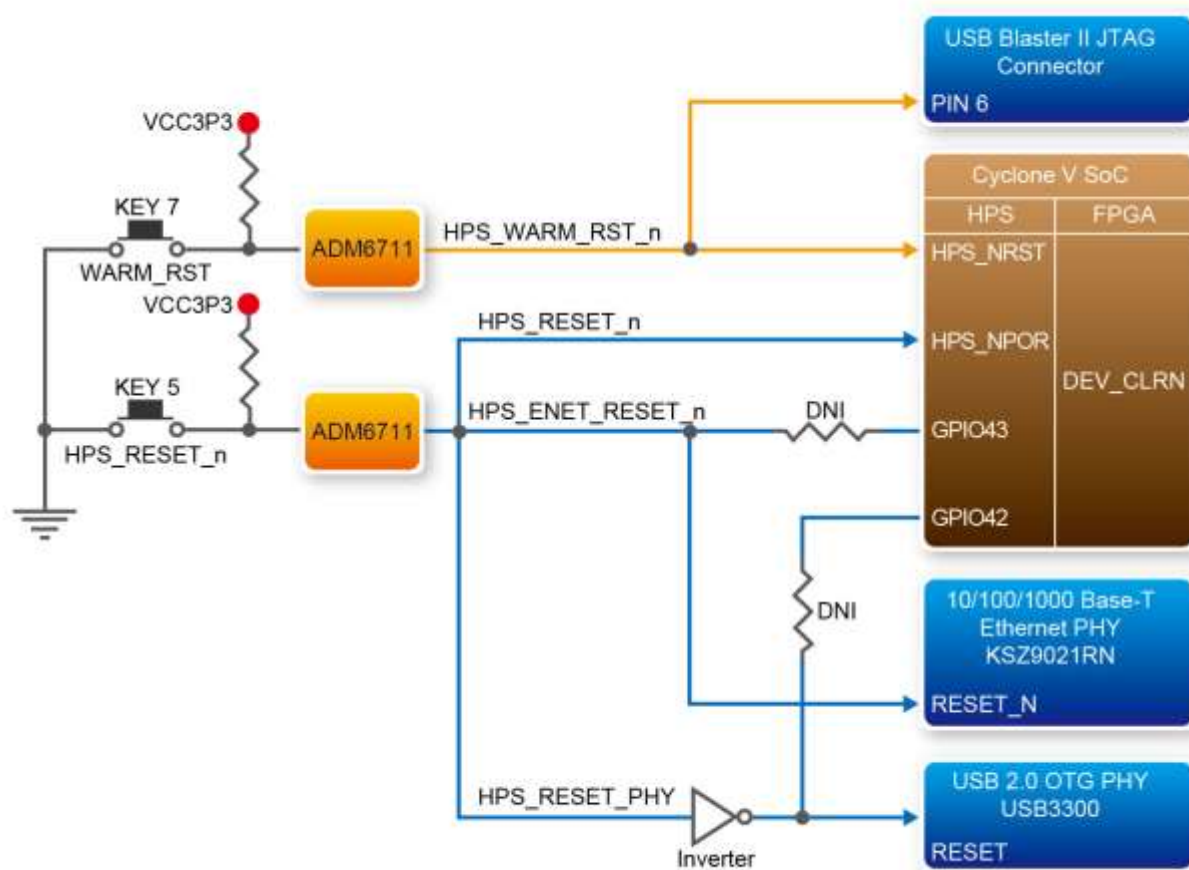 USB Blaster II JTAG
Connector
PIN 6
VCC3P3
KEY 7
WARM_RST
ADM6711
HPS_WARM_RST_n
Cyclone V SoC
HPS
FPGA
HPS_NRST
HPS_NPOR
DEV_CLRN
GPIO43
GPIO42
VCC3P3
KEY 5
HPS_RESET_n
ADM6711
HPS_RESET_n
HPS_ENET_RESET_n
DNI
DNI
10/100/1000 Base-T
Ethernet PHY
KSZ9021RN
RESET_N
HPS_RESET_PHY
Inverter
USB 2.0 OTG PHY
USB3300
RESET